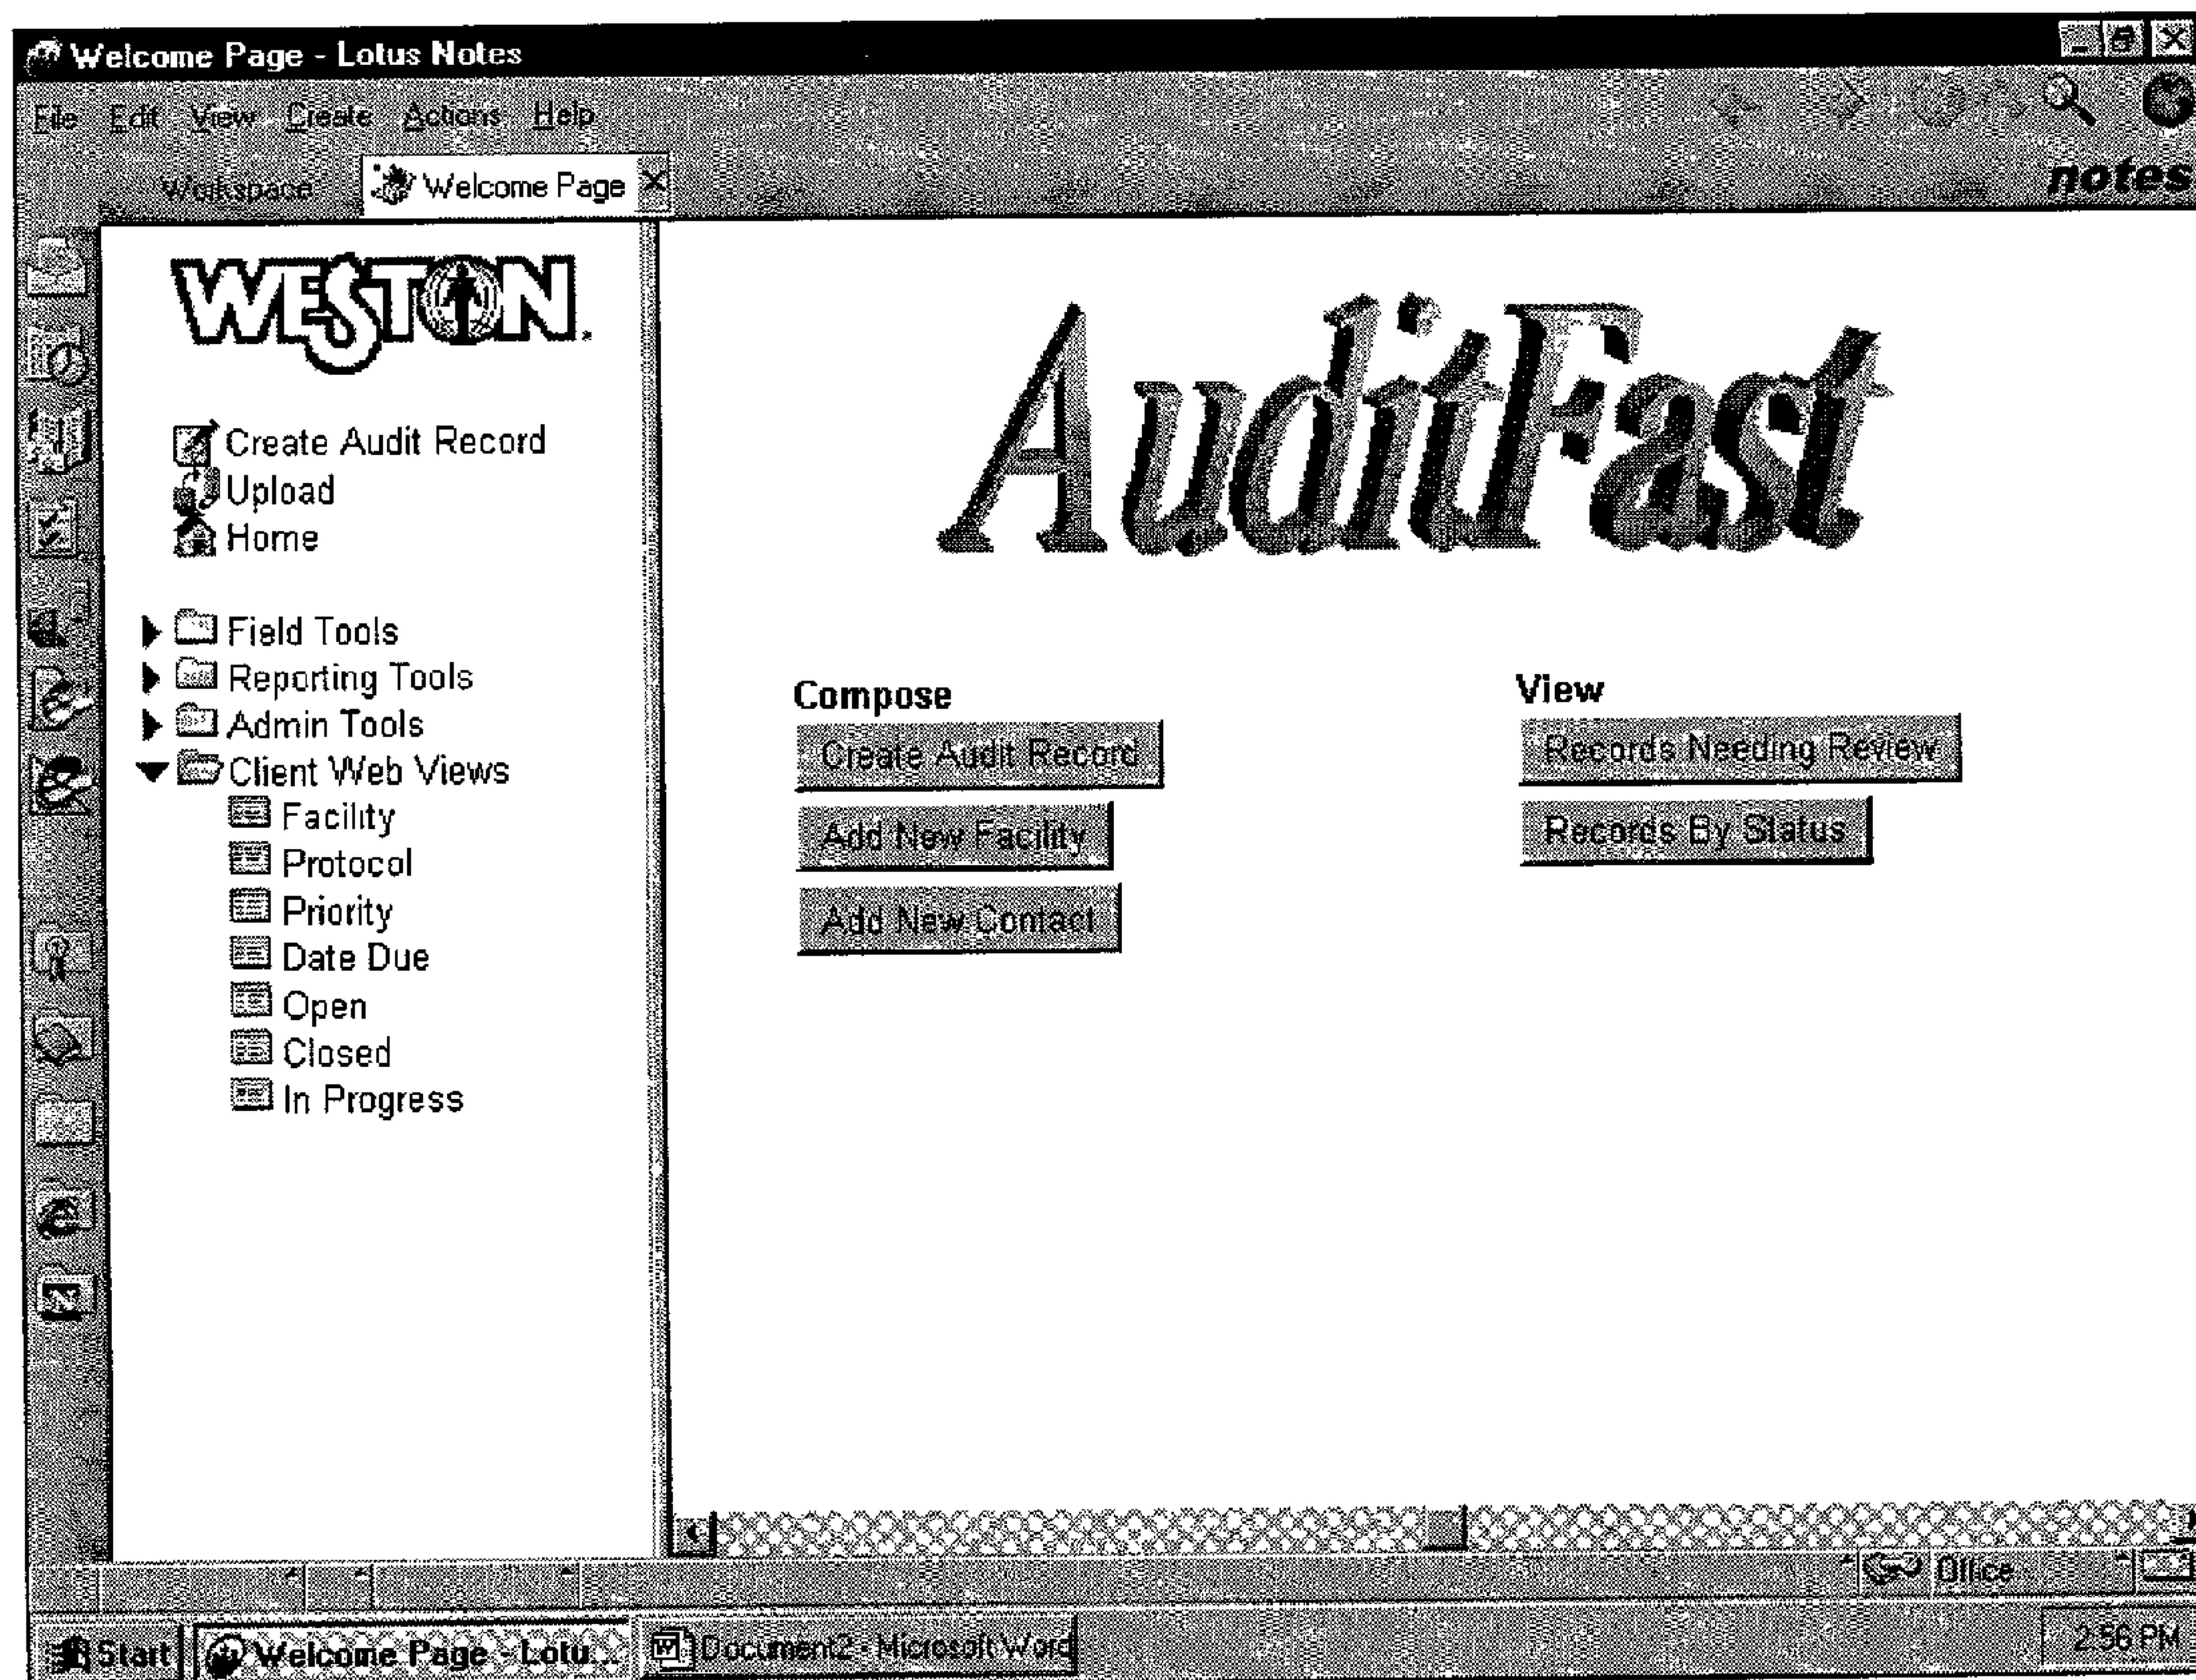 Welcome Page - Lotus Notes
File Edit View Create Actions Help
Workspace Welcome Page
notes
WESTON.
AuditFast
Create Audit Record
Upload
Home
Field Tools
Reporting Tools
Admin Tools
Client Web Views
Facility
Protocol
Priority
Date Due
Open
Closed
In Progress
Compose
Create Audit Record
Add New Facility
Add New Contact
View
Records Needing Review
Records By Status
Office
Start Welcome Page - Lotu... Document2 - Microsoft Word 2:56 PM